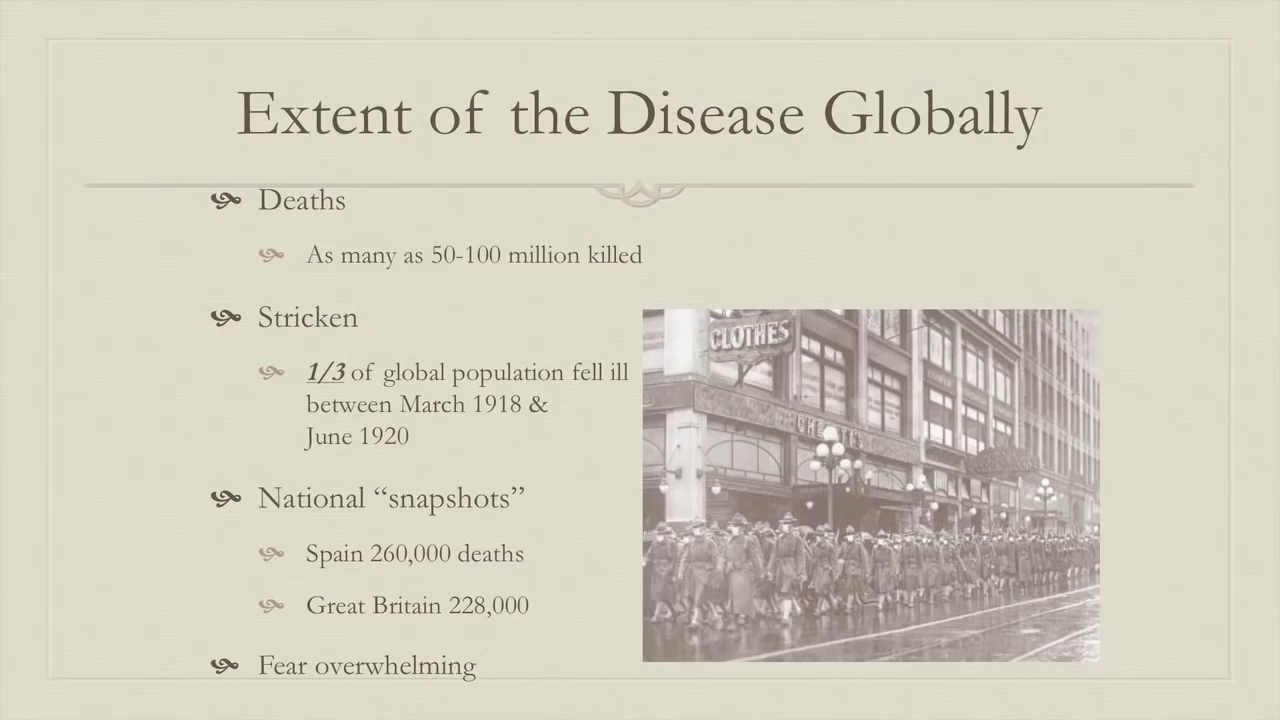 Extent of the Disease Globally
Deaths
As many as 50-100 million killed
Stricken
1/3 of global population fell ill
between March 1918 &
June 1920
National “snapshots”
Spain 260,000 deaths
Great Britain 228,000
Fear overwhelming
CLOTHES